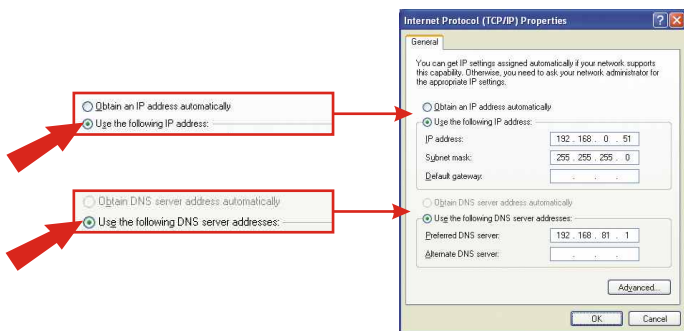 Obtain an IP address automatically
Use the following IP address:
Obtain DNS server address automatically
Use the following DNS server addresses:
Internet Protocol (TCP/IP) Properties
General
You can get IP settings assigned automatically if your network supports
this capability. Otherwise, you need to ask your network administrator for
the appropriate IP settings.
Obtain an IP address automatically
Use the following IP address:
IP address: 192 . 168 . 0 . 51
Subnet mask: 255 . 255 . 255 . 0
Default gateway: . . .
Obtain DNS server address automatically
Use the following DNS server addresses:
Preferred DNS server: 192 . 168 . 81 . 1
Alternate DNS server: . . .
Advanced...
OK Cancel